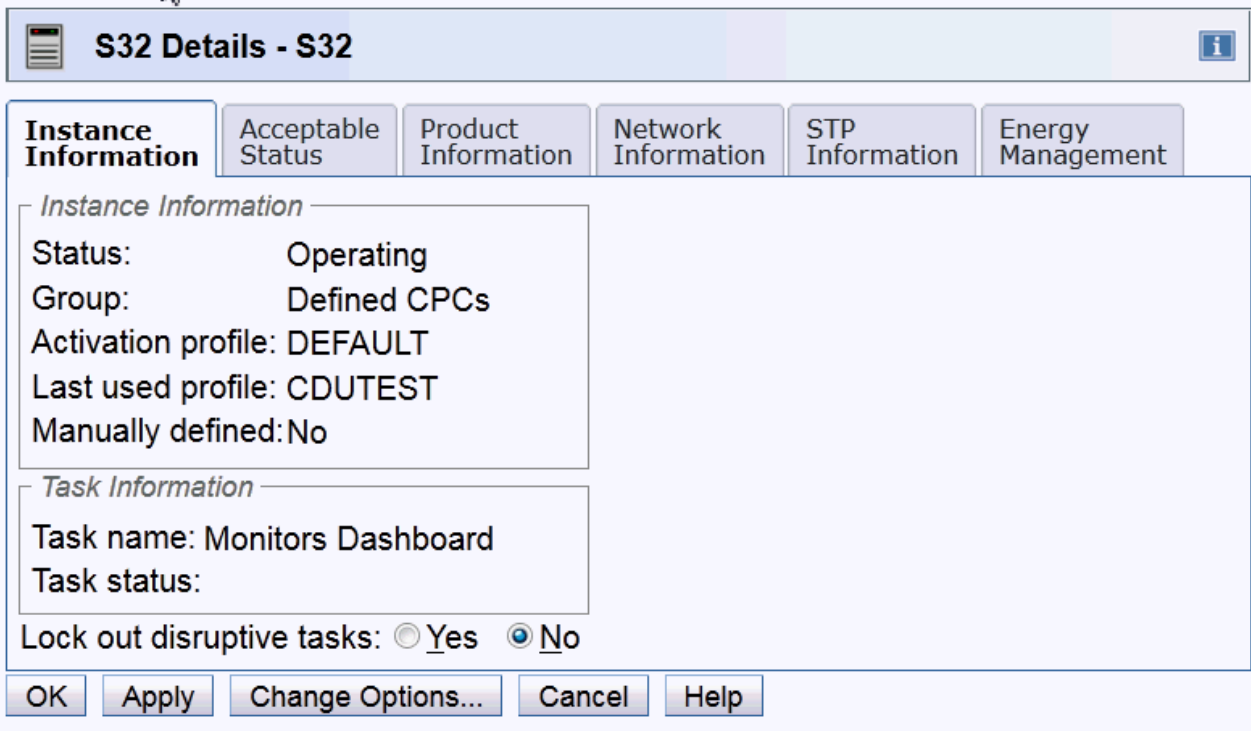 S32 Details - S32
Instance Information
Acceptable Status
Product Information
Network Information
STP Information
Energy Management
Instance Information
Status: Operating
Group: Defined CPCs
Activation profile: DEFAULT
Last used profile: CDUTEST
Manually defined: No
Task Information
Task name: Monitors Dashboard
Task status:
Lock out disruptive tasks: Yes No
OK Apply Change Options... Cancel Help